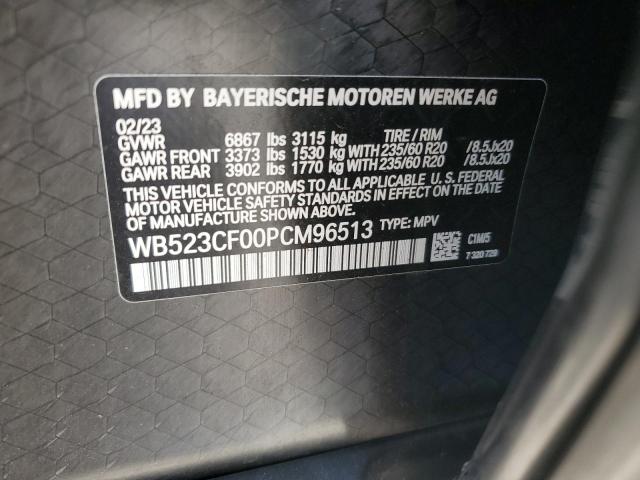 MFD BY BAYERISCHE MOTOREN WERKE AG
02/23
GVWR 6867 lbs 3115 kg TIRE / RIM
GAWR FRONT 3373 lbs 1530 kg WITH 235/60 R20 /8.5Jx20
GAWR REAR 3902 lbs 1770 kg WITH 235/60 R20 /8.5Jx20
THIS VEHICLE CONFORMS TO ALL APPLICABLE U. S. FEDERAL
MOTOR VEHICLE SAFETY STANDARDS IN EFFECT ON THE DATE
OF MANUFACTURE SHOWN ABOVE.
WB523CF00PCM96513 TYPE: MPV
C1M/5
7 320 729